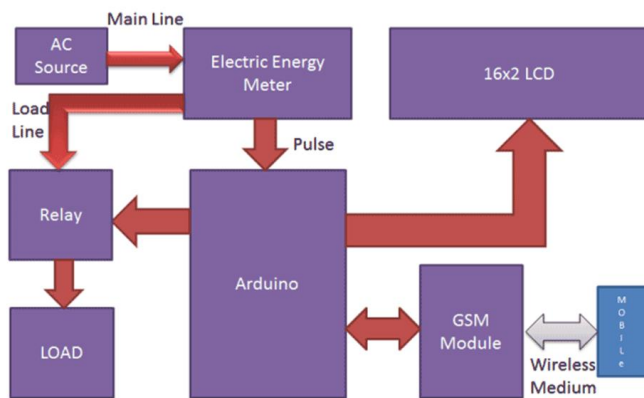 Main Line
AC
Source
Electric Energy
Meter
16x2 LCD
Load
Line
Pulse
Relay
Arduino
LOAD
GSM
Module
Wireless
Medium
M
O
B
I
L
e